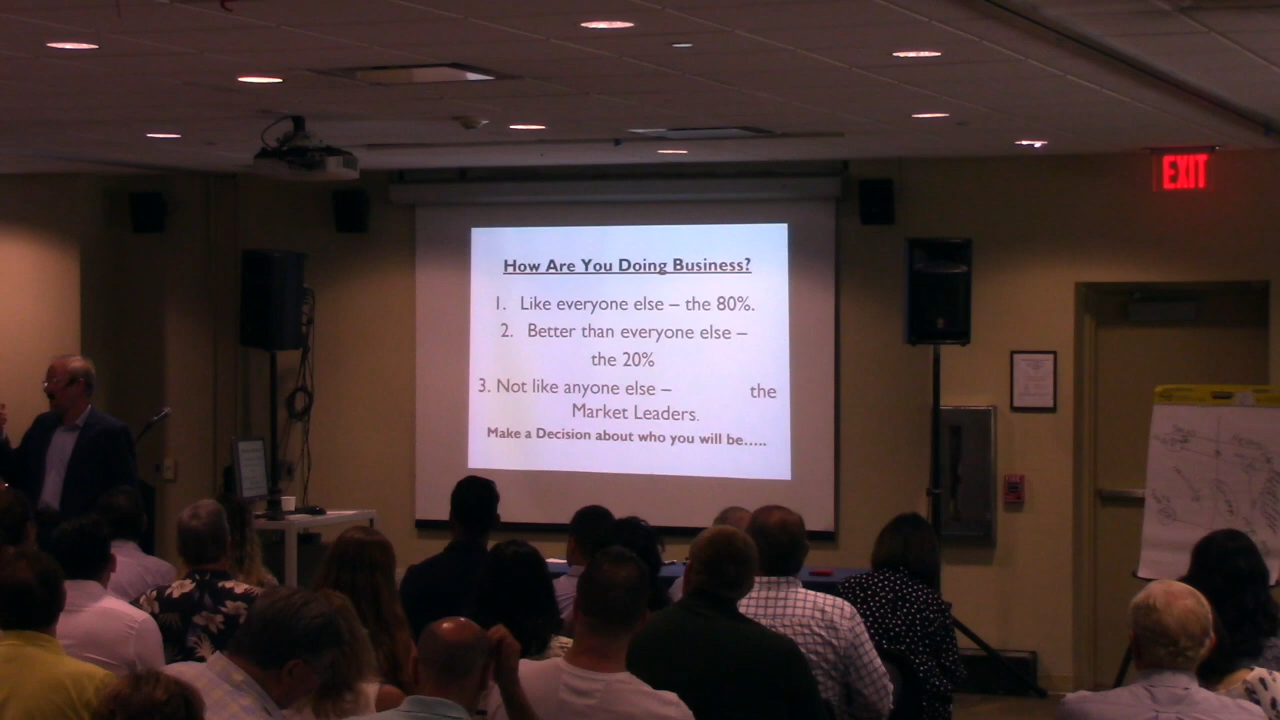 EXIT
How Are You Doing Business?
1. Like everyone else – the 80%.
2. Better than everyone else –
the 20%
3. Not like anyone else – the
Market Leaders.
Make a Decision about who you will be.....